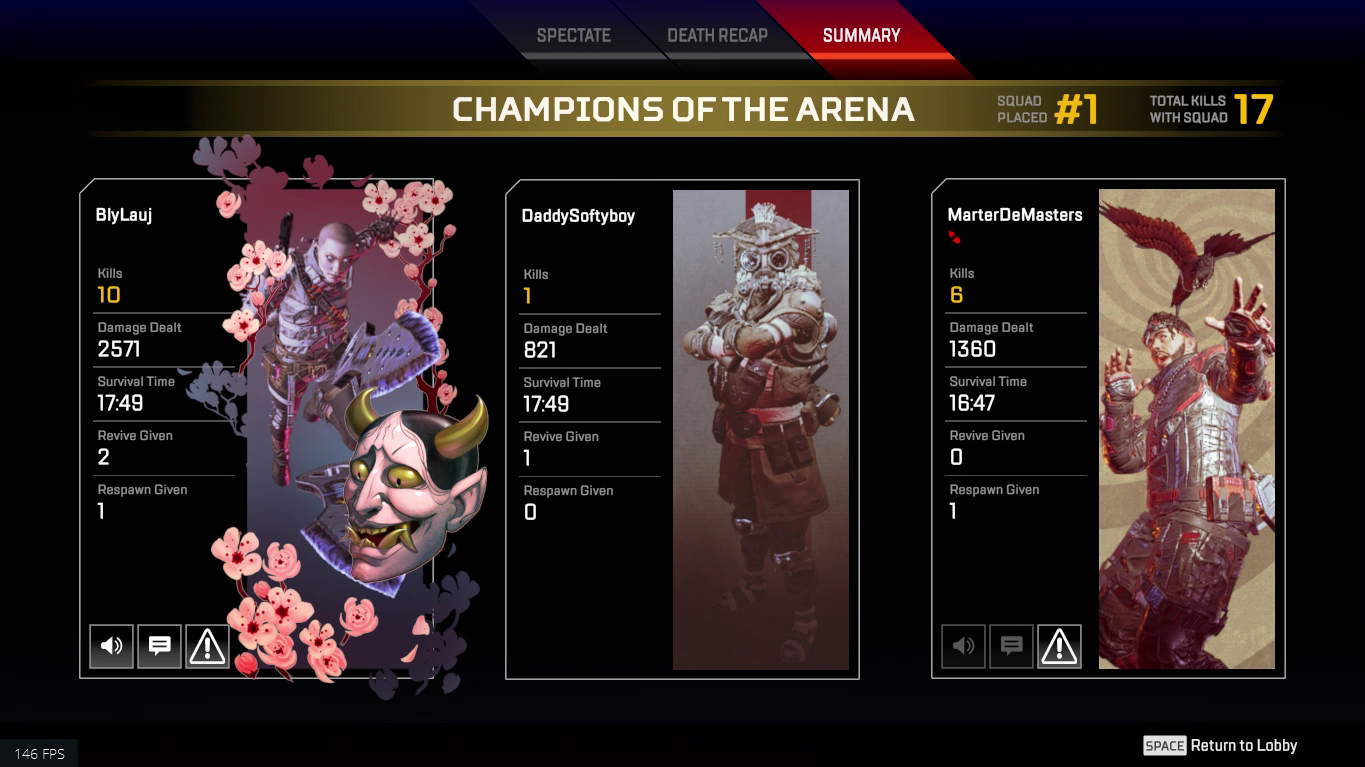 SPECTATE
DEATH RECAP
SUMMARY
CHAMPIONS OF THE ARENA
SQUAD
PLACED
#1
TOTAL KILLS
WITH SQUAD
17
BlyLauj
Kills
10
Damage Dealt
2571
Survival Time
17:49
Revive Given
2
Respawn Given
1
DaddySoftyboy
Kills
1
Damage Dealt
821
Survival Time
17:49
Revive Given
1
Respawn Given
0
MarterDeMasters
Kills
6
Damage Dealt
1360
Survival Time
16:47
Revive Given
0
Respawn Given
1
146 FPS
SPACE Return to Lobby